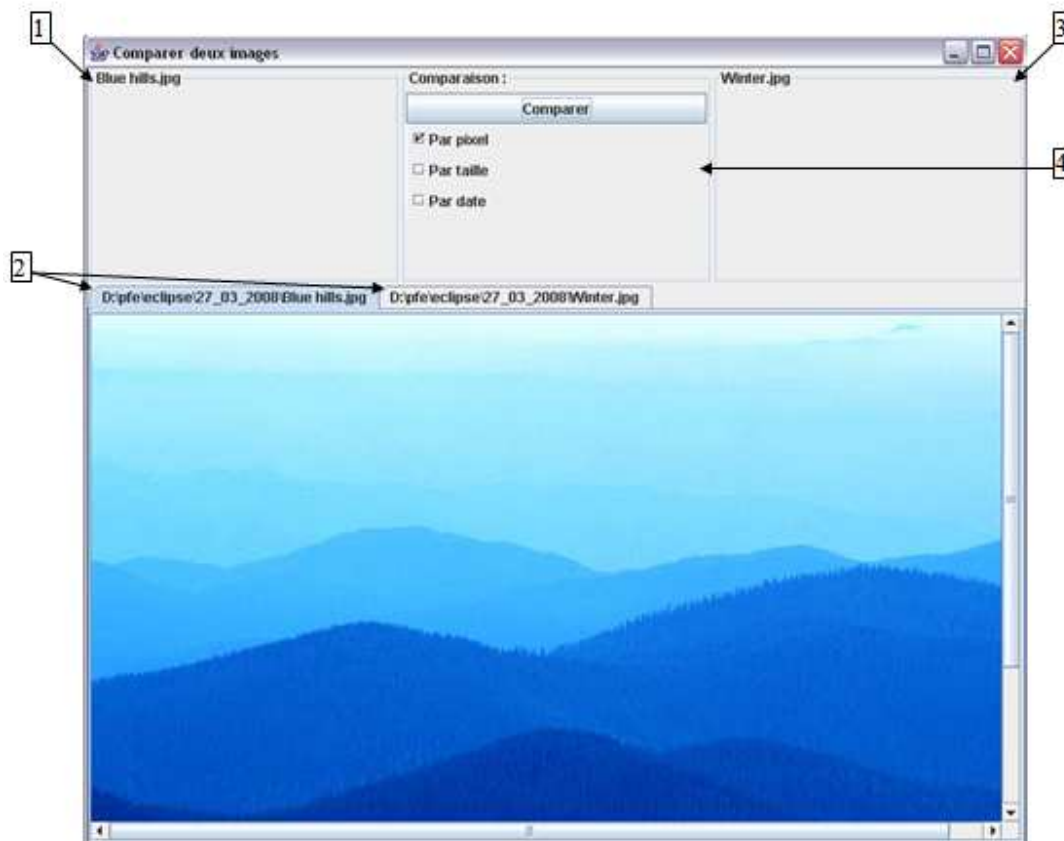 1
3
Comparer deux images
Blue hills.jpg
Comparaison :
Winter.jpg
Comparer
Par pixel
4
Par taille
Par date
2
D:\pfe\eclipse\27_03_2008\Blue hills.jpg
D:\pfe\eclipse\27_03_2008\Winter.jpg